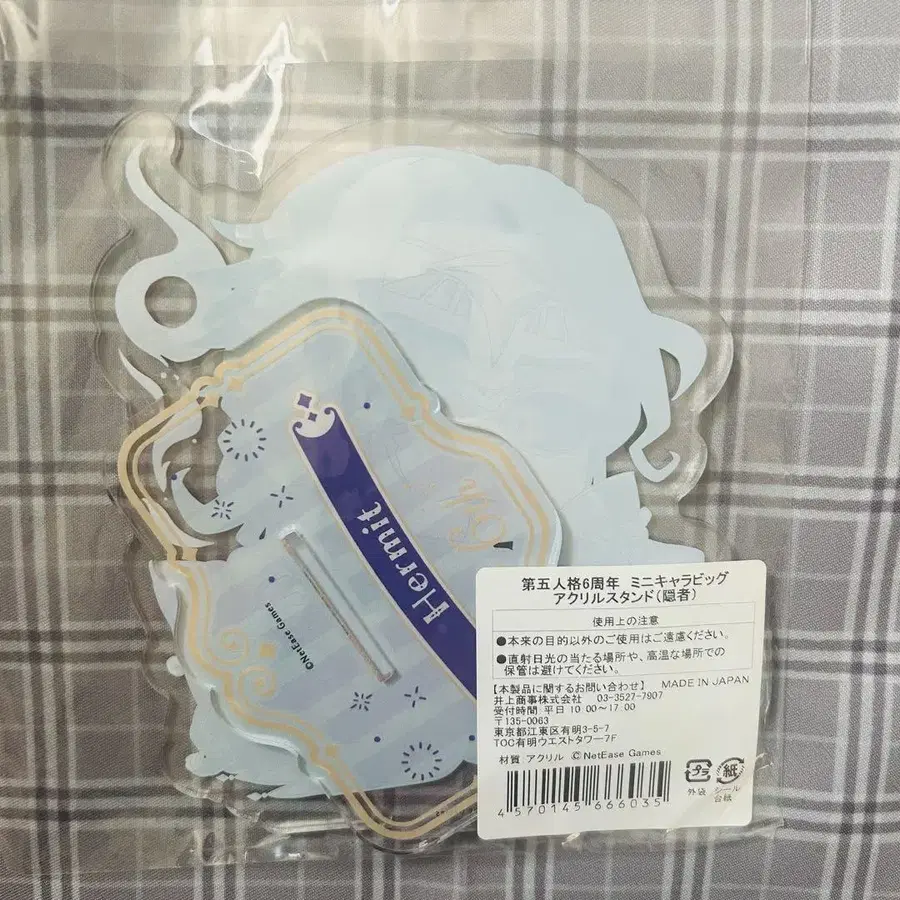 Hermit
6th
©NetEase Games
第五人格6周年 ミニキャラビッグ
アクリルスタンド(隠者)
使用上の注意
●本来の目的以外のご使用はご遠慮ください。
●直射日光の当たる場所や、高温な場所での
保管は避けてください。
【本製品に関するお問い合わせ】 MADE IN JAPAN
井上商事株式会社 03-3527-7907
受付時間 平日 10:00～17:00
〒135-0063
東京都江東区有明3-5-7
TOC有明ウエストタワー7F
材質 アクリル ©NetEase Games
4570145666035
プラ
外袋
紙
シール
台紙